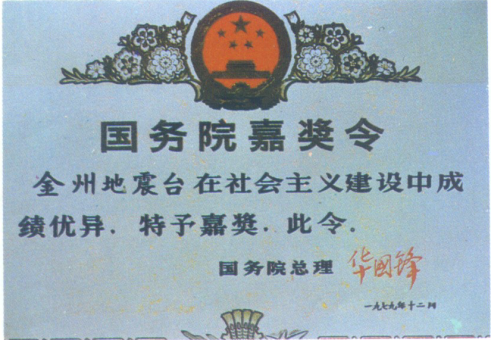 国务院嘉奖令
金州地震台在社会主义建设中成
绩优异．特予嘉奖．此令．
国务院总理 华国锋
一九七九年十二月